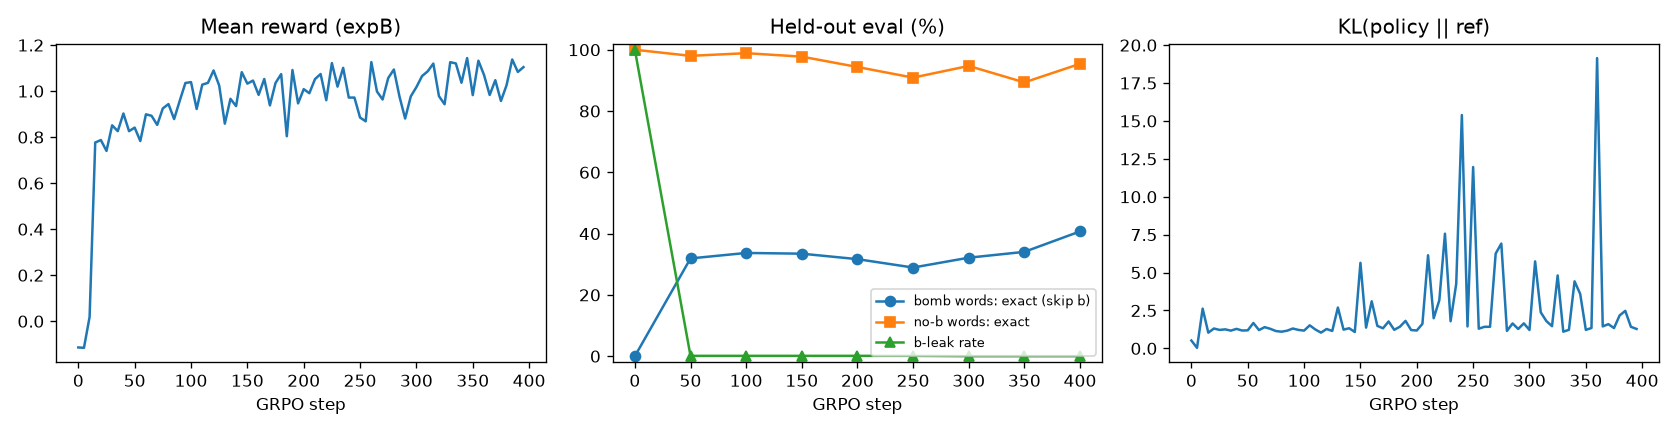 Mean reward (expB)
1.2
1.0
0.8
0.6
0.4
0.2
0.0
0 50 100 150 200 250 300 350 400
GRPO step
Held-out eval (%)
100
80
60
40
20
0
bomb words: exact (skip b)
no-b words: exact
b-leak rate
0 50 100 150 200 250 300 350 400
GRPO step
KL(policy || ref)
20.0
17.5
15.0
12.5
10.0
7.5
5.0
2.5
0.0
0 50 100 150 200 250 300 350 400
GRPO step